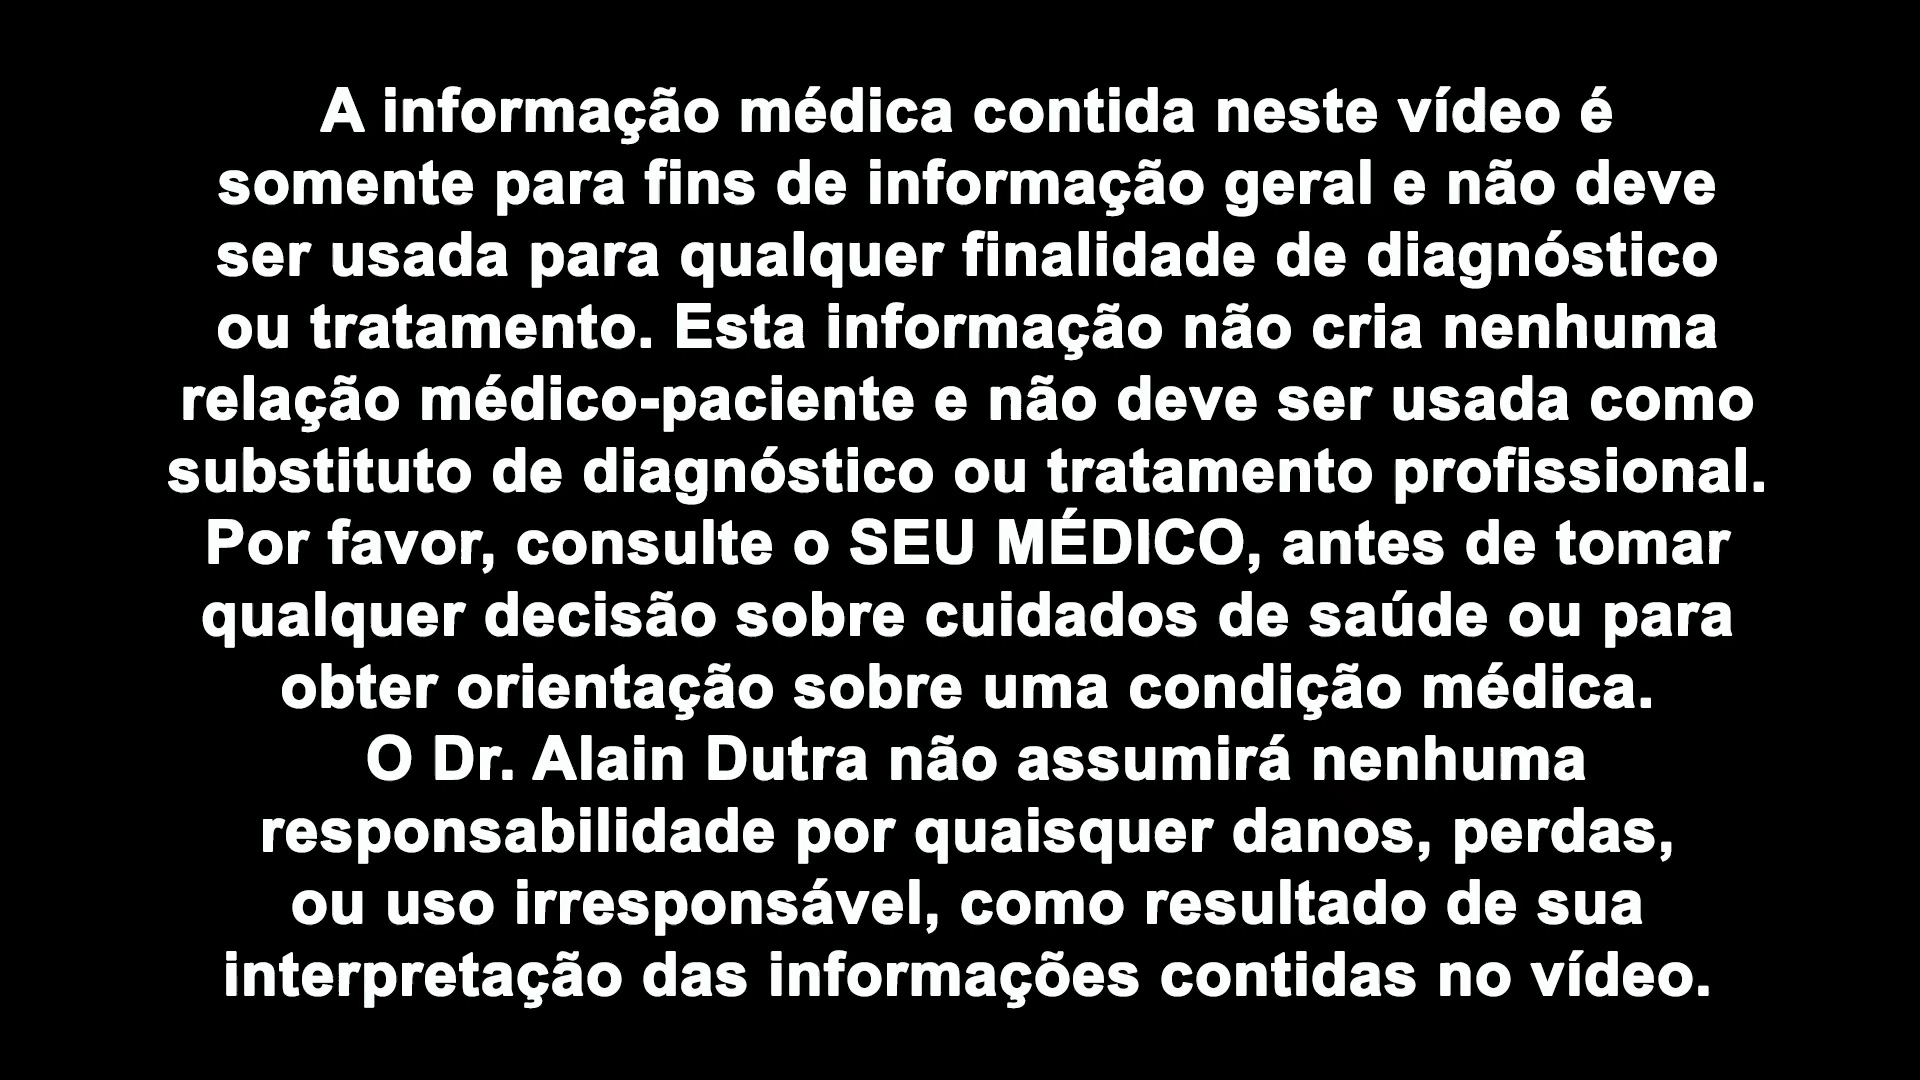 A informação médica contida neste vídeo é
somente para fins de informação geral e não deve
ser usada para qualquer finalidade de diagnóstico
ou tratamento. Esta informação não cria nenhuma
relação médico-paciente e não deve ser usada como
substituto de diagnóstico ou tratamento profissional.
Por favor, consulte o SEU MÉDICO, antes de tomar
qualquer decisão sobre cuidados de saúde ou para
obter orientação sobre uma condição médica.
O Dr. Alain Dutra não assumirá nenhuma
responsabilidade por quaisquer danos, perdas,
ou uso irresponsável, como resultado de sua
interpretação das informações contidas no vídeo.